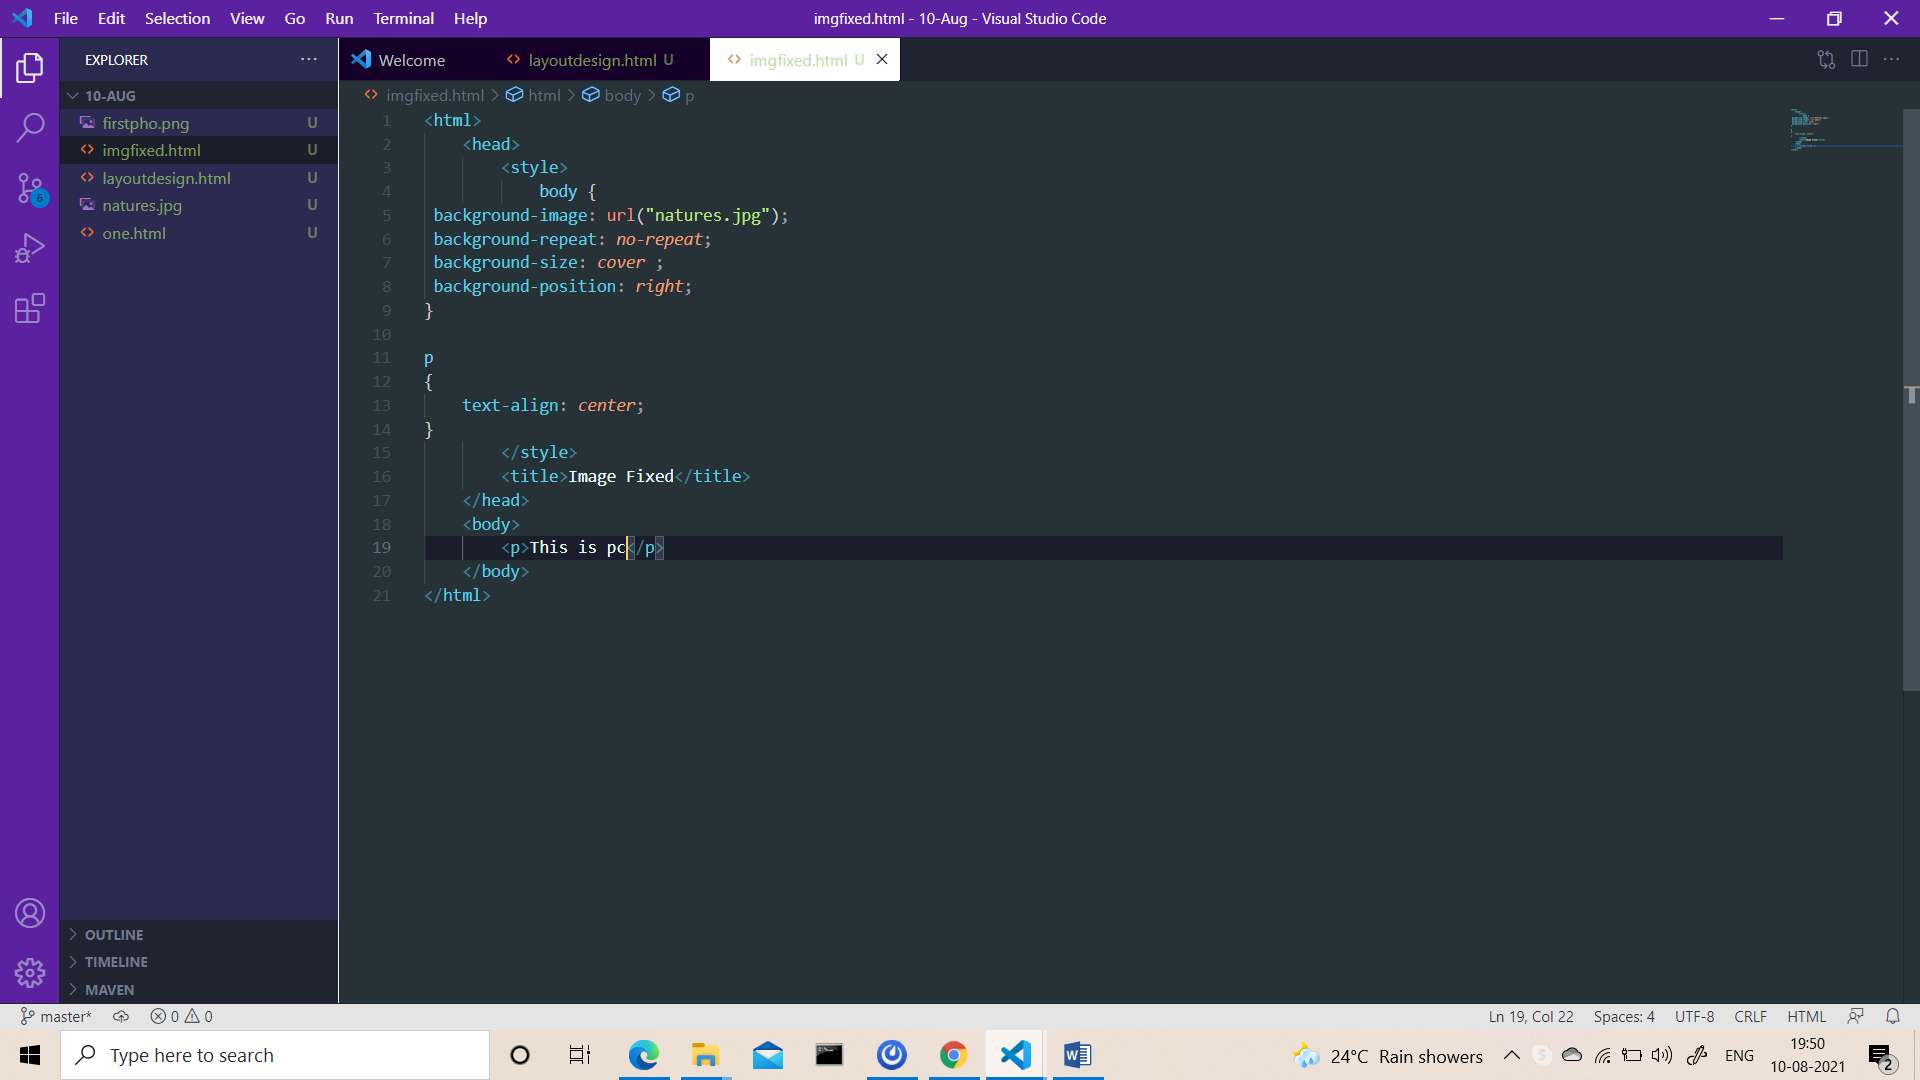 File Edit Selection View Go Run Terminal Help
imgfixed.html - 10-Aug - Visual Studio Code
EXPLORER
Welcome
layoutdesign.html U
imgfixed.html U
10-AUG
firstpho.png U
imgfixed.html U
layoutdesign.html U
natures.jpg U
one.html U
OUTLINE
TIMELINE
MAVEN
imgfixed.html > html > body > p
1 <html>
2 <head>
3 <style>
4 body {
5 background-image: url("natures.jpg");
6 background-repeat: no-repeat;
7 background-size: cover ;
8 background-position: right;
9 }
10
11 p
12 {
13 text-align: center;
14 }
15 </style>
16 <title>Image Fixed</title>
17 </head>
18 <body>
19 <p>This is pc</p>
20 </body>
21 </html>
6
master* 0 0
Ln 19, Col 22 Spaces: 4 UTF-8 CRLF HTML
Type here to search
24°C Rain showers
ENG
19:50
10-08-2021
2